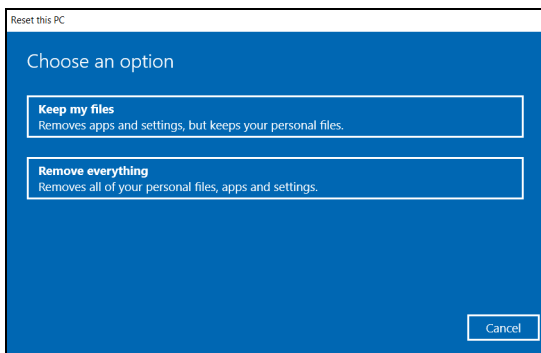 Reset this PC
Choose an option
Keep my files
Removes apps and settings, but keeps your personal files.
Remove everything
Removes all of your personal files, apps and settings.
Cancel